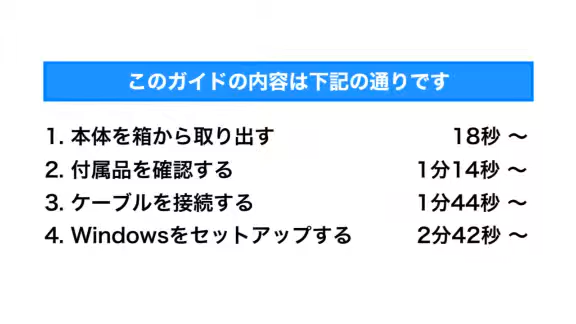 このガイドの内容は下記の通りです
1. 本体を箱から取り出す 18秒 ～
2. 付属品を確認する 1分14秒 ～
3. ケーブルを接続する 1分44秒 ～
4. Windowsをセットアップする 2分42秒 ～